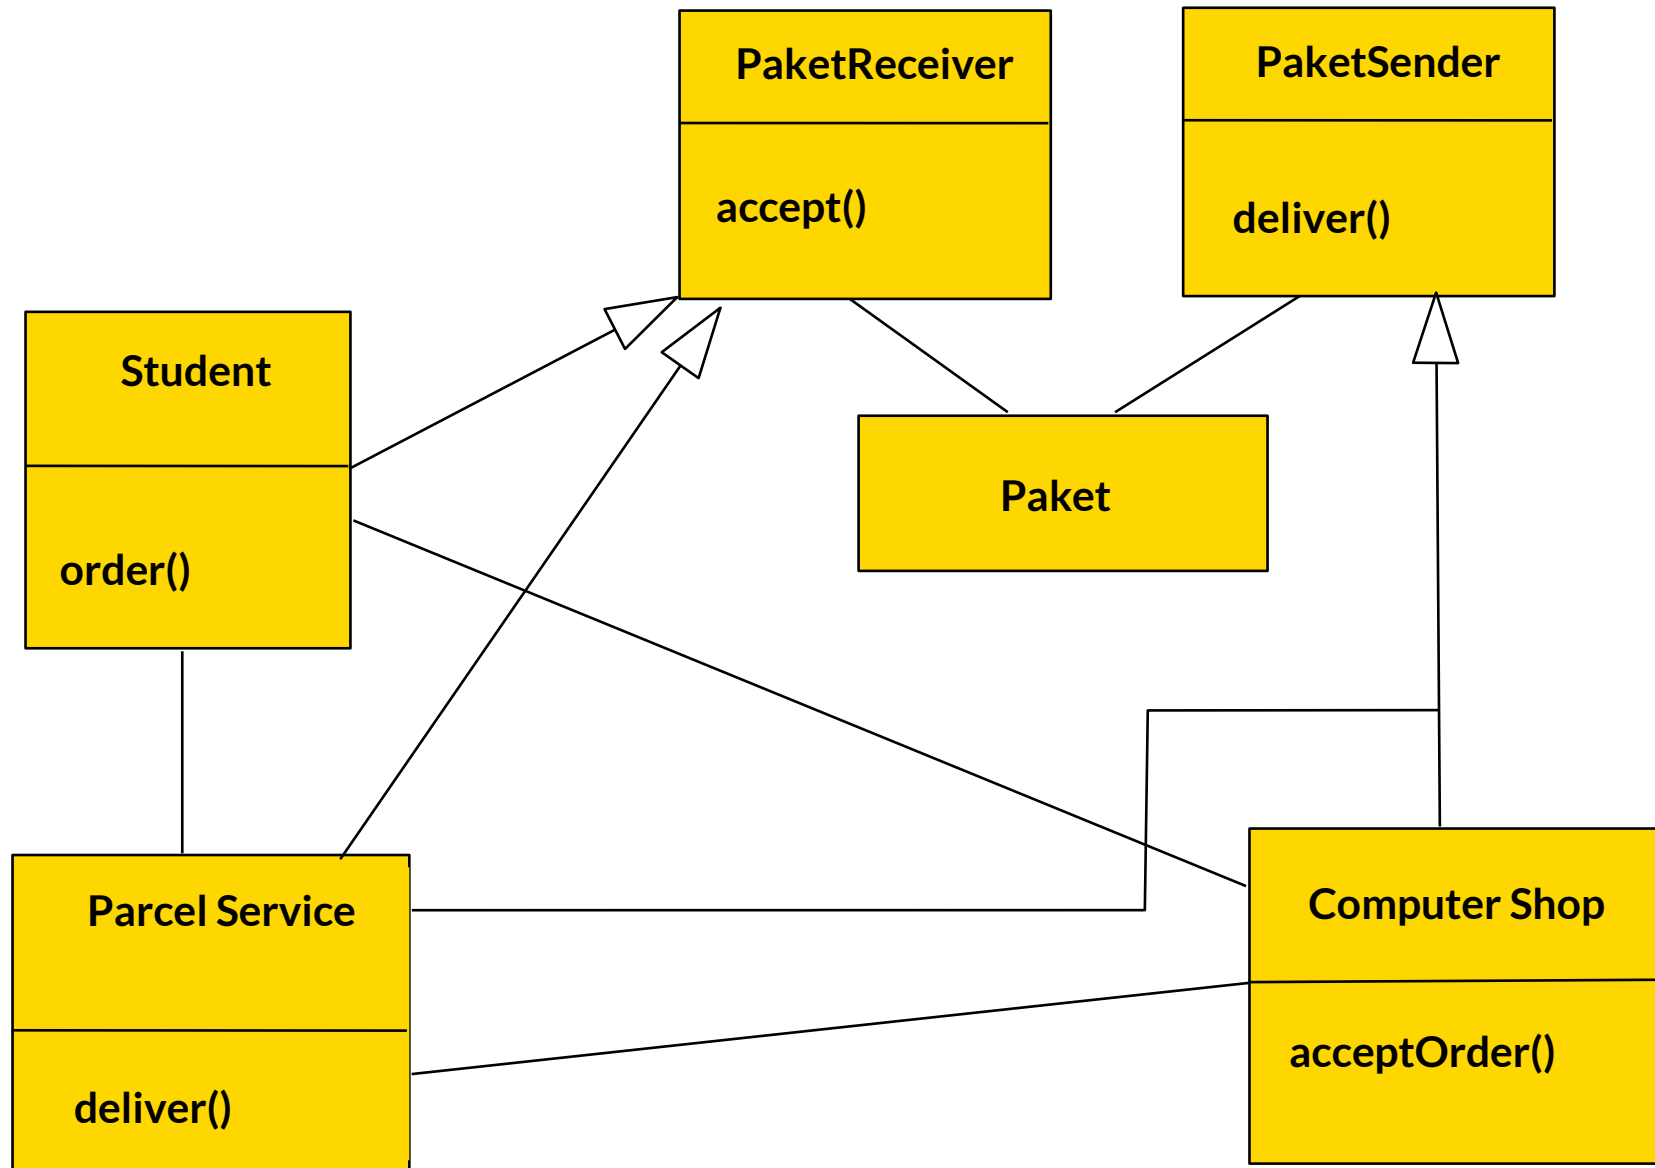 PaketReceiver
accept()
PaketSender
deliver()
Student
order()
Paket
Parcel Service
deliver()
Computer Shop
acceptOrder()